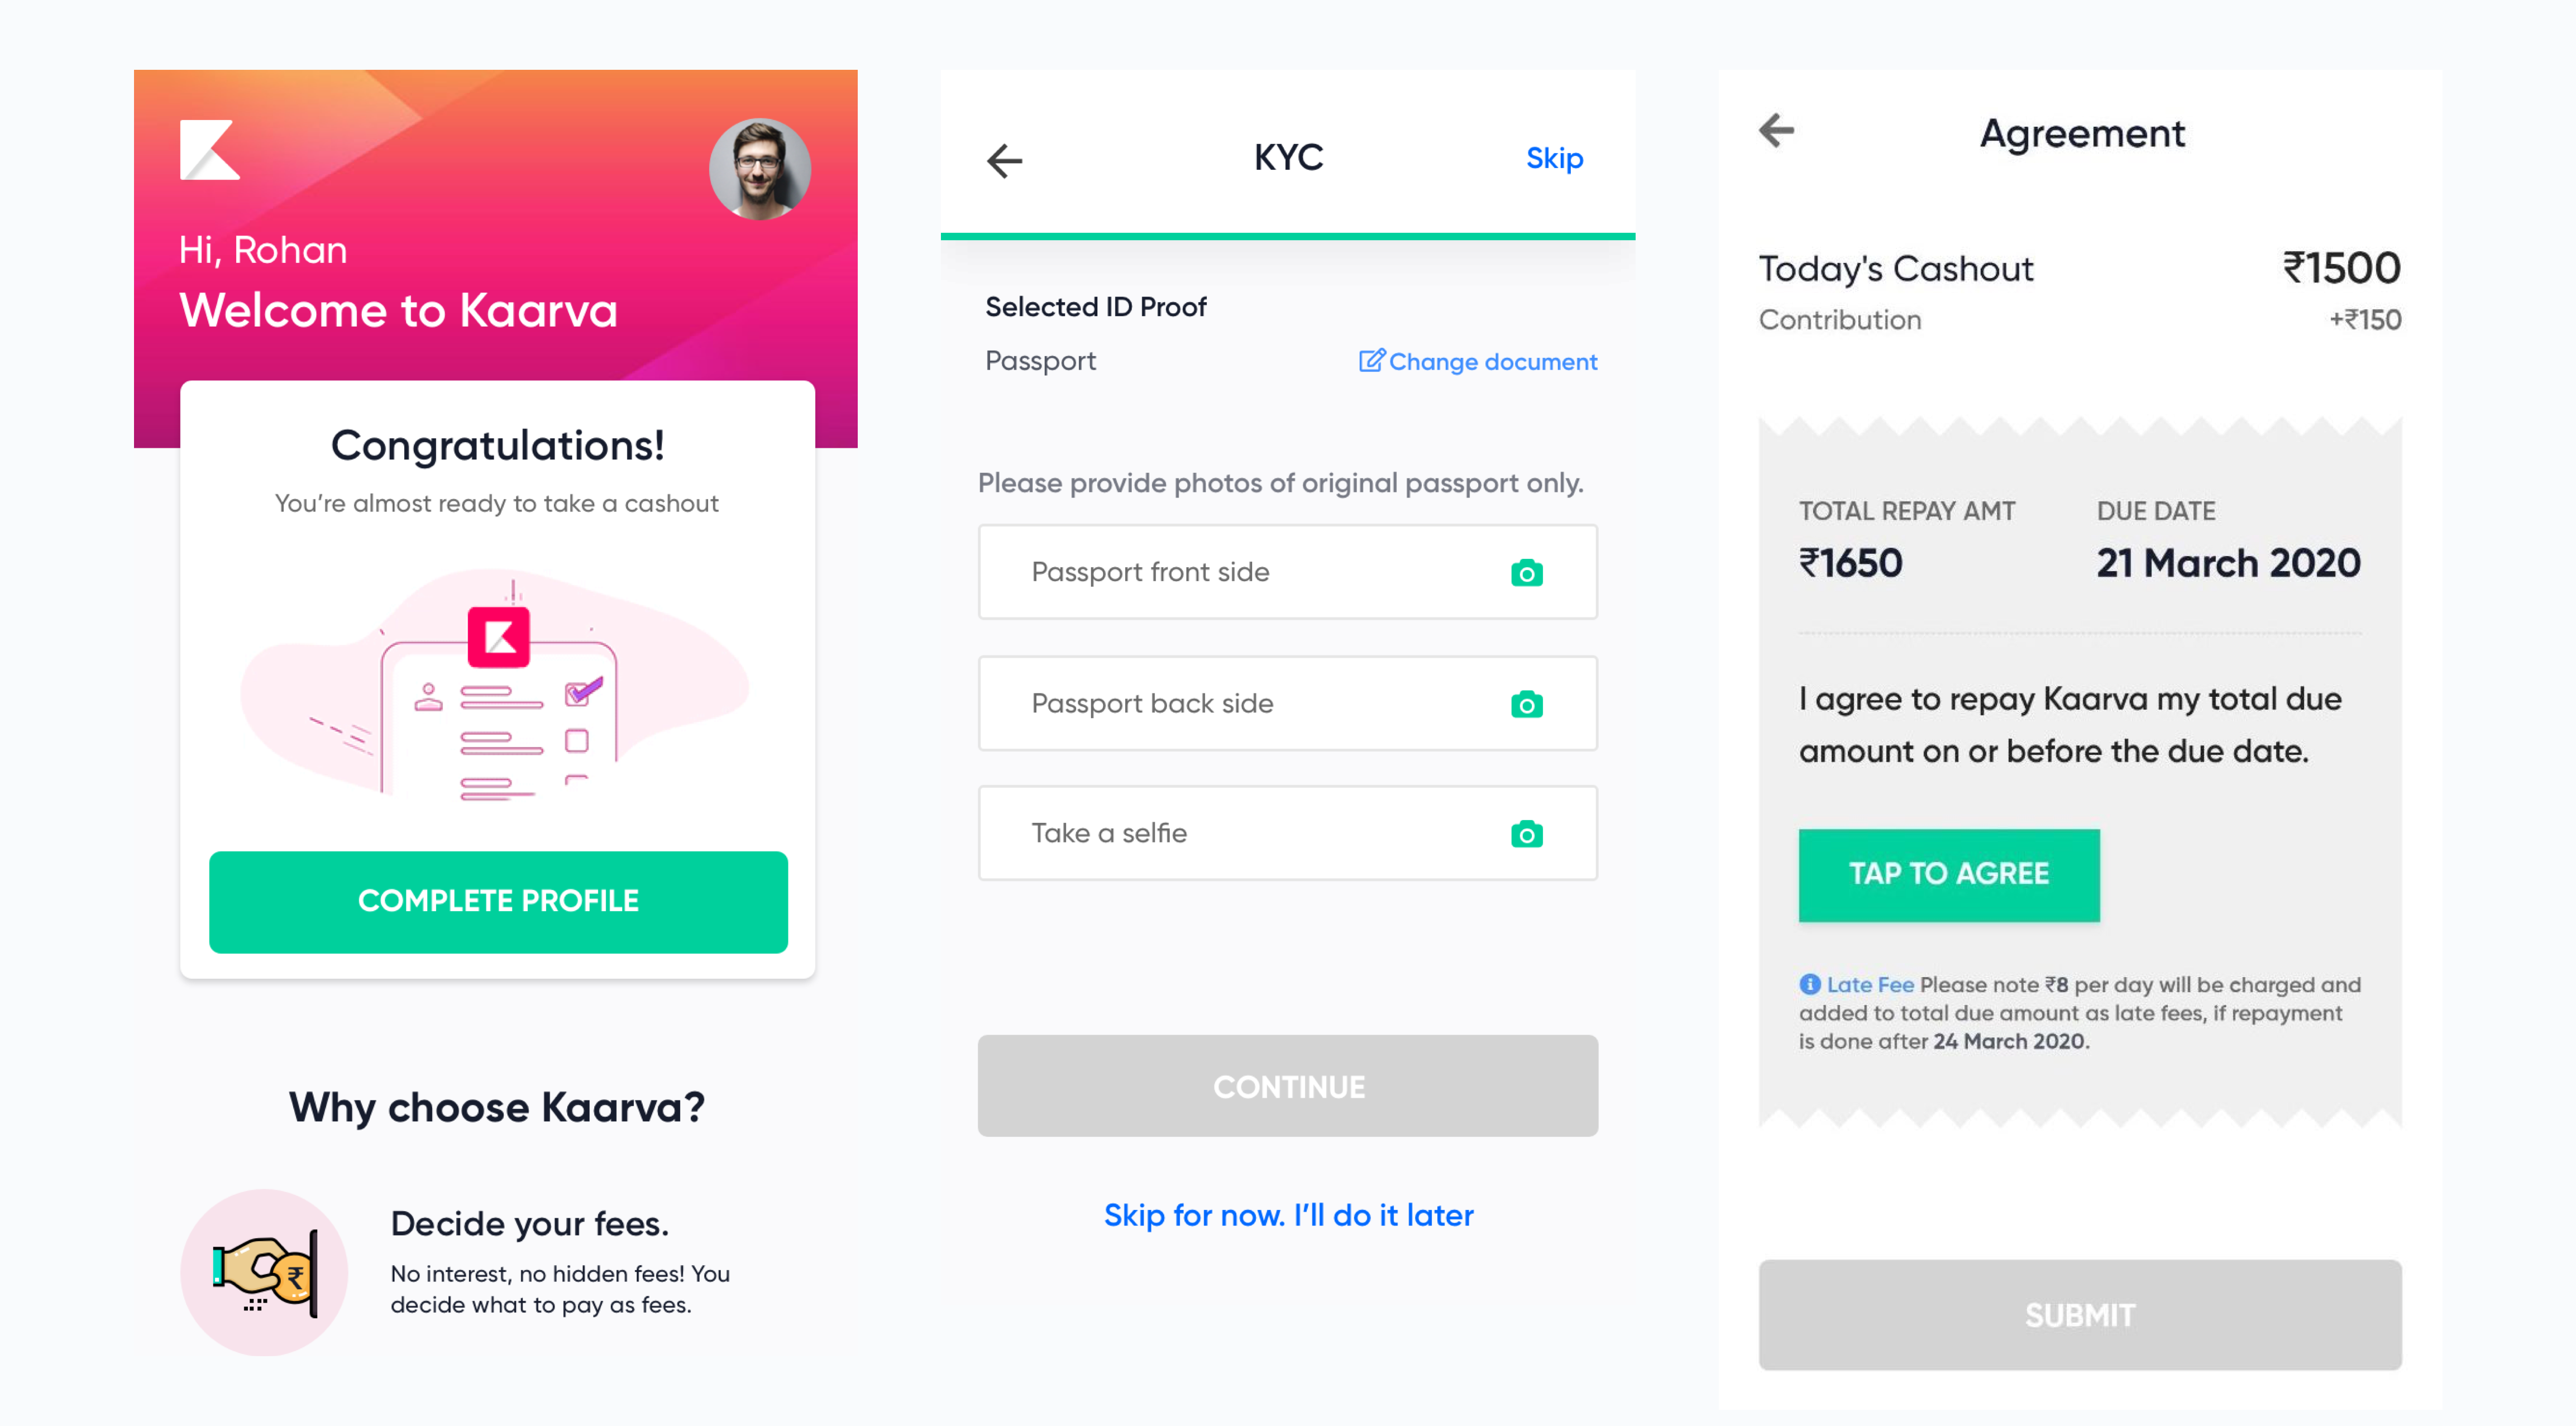 Hi, Rohan
Welcome to Kaarva
Congratulations!
You’re almost ready to take a cashout
COMPLETE PROFILE
Why choose Kaarva?
Decide your fees.
No interest, no hidden fees! You
decide what to pay as fees.
KYC
Skip
Selected ID Proof
Passport
Change document
Please provide photos of original passport only.
Passport front side
Passport back side
Take a selfie
CONTINUE
Skip for now. I’ll do it later
Agreement
Today's Cashout ₹1500
Contribution +₹150
TOTAL REPAY AMT DUE DATE
₹1650 21 March 2020
I agree to repay Kaarva my total due
amount on or before the due date.
TAP TO AGREE
Late Fee Please note ₹8 per day will be charged and
added to total due amount as late fees, if repayment
is done after 24 March 2020.
SUBMIT